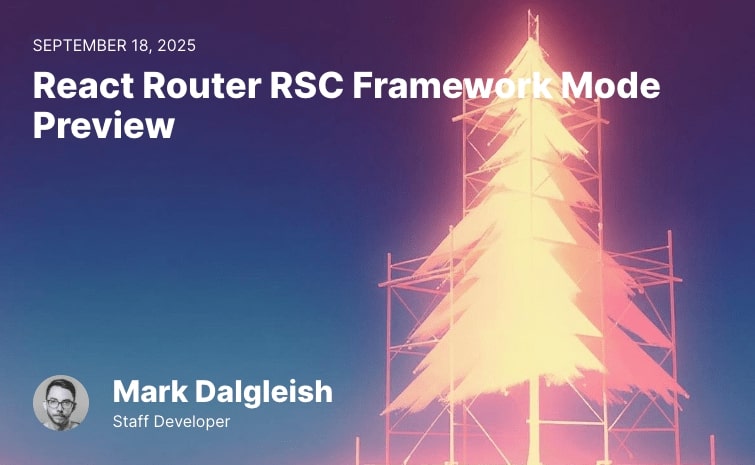 SEPTEMBER 18, 2025
React Router RSC Framework Mode
Preview
Mark Dalgleish
Staff Developer